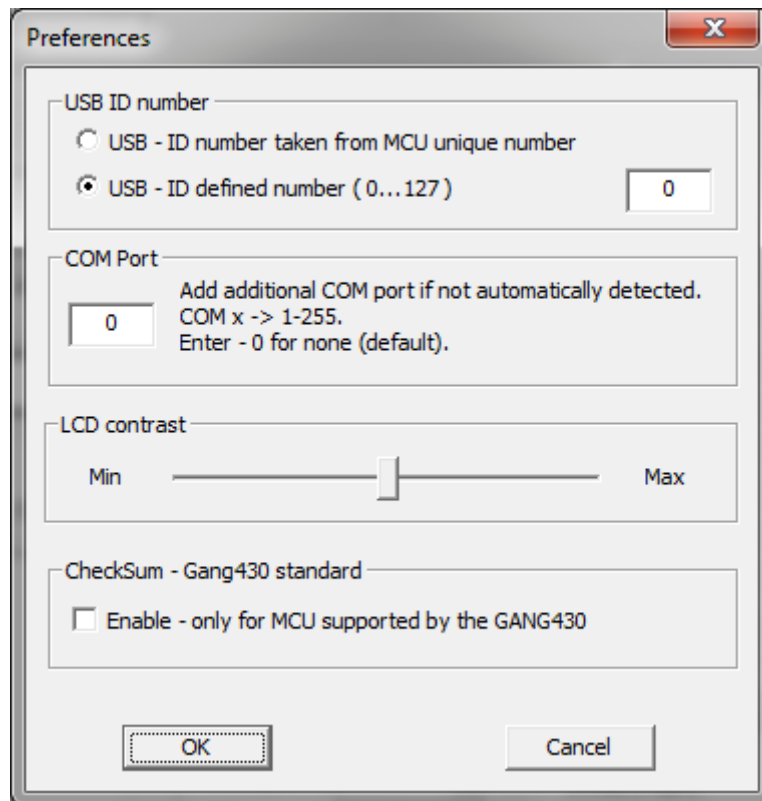 Preferences
USB ID number
USB - ID number taken from MCU unique number
USB - ID defined number ( 0...127 )
0
COM Port
0
Add additional COM port if not automatically detected.
COM x -> 1-255.
Enter - 0 for none (default).
LCD contrast
Min
Max
CheckSum - Gang430 standard
Enable - only for MCU supported by the GANG430
OK
Cancel